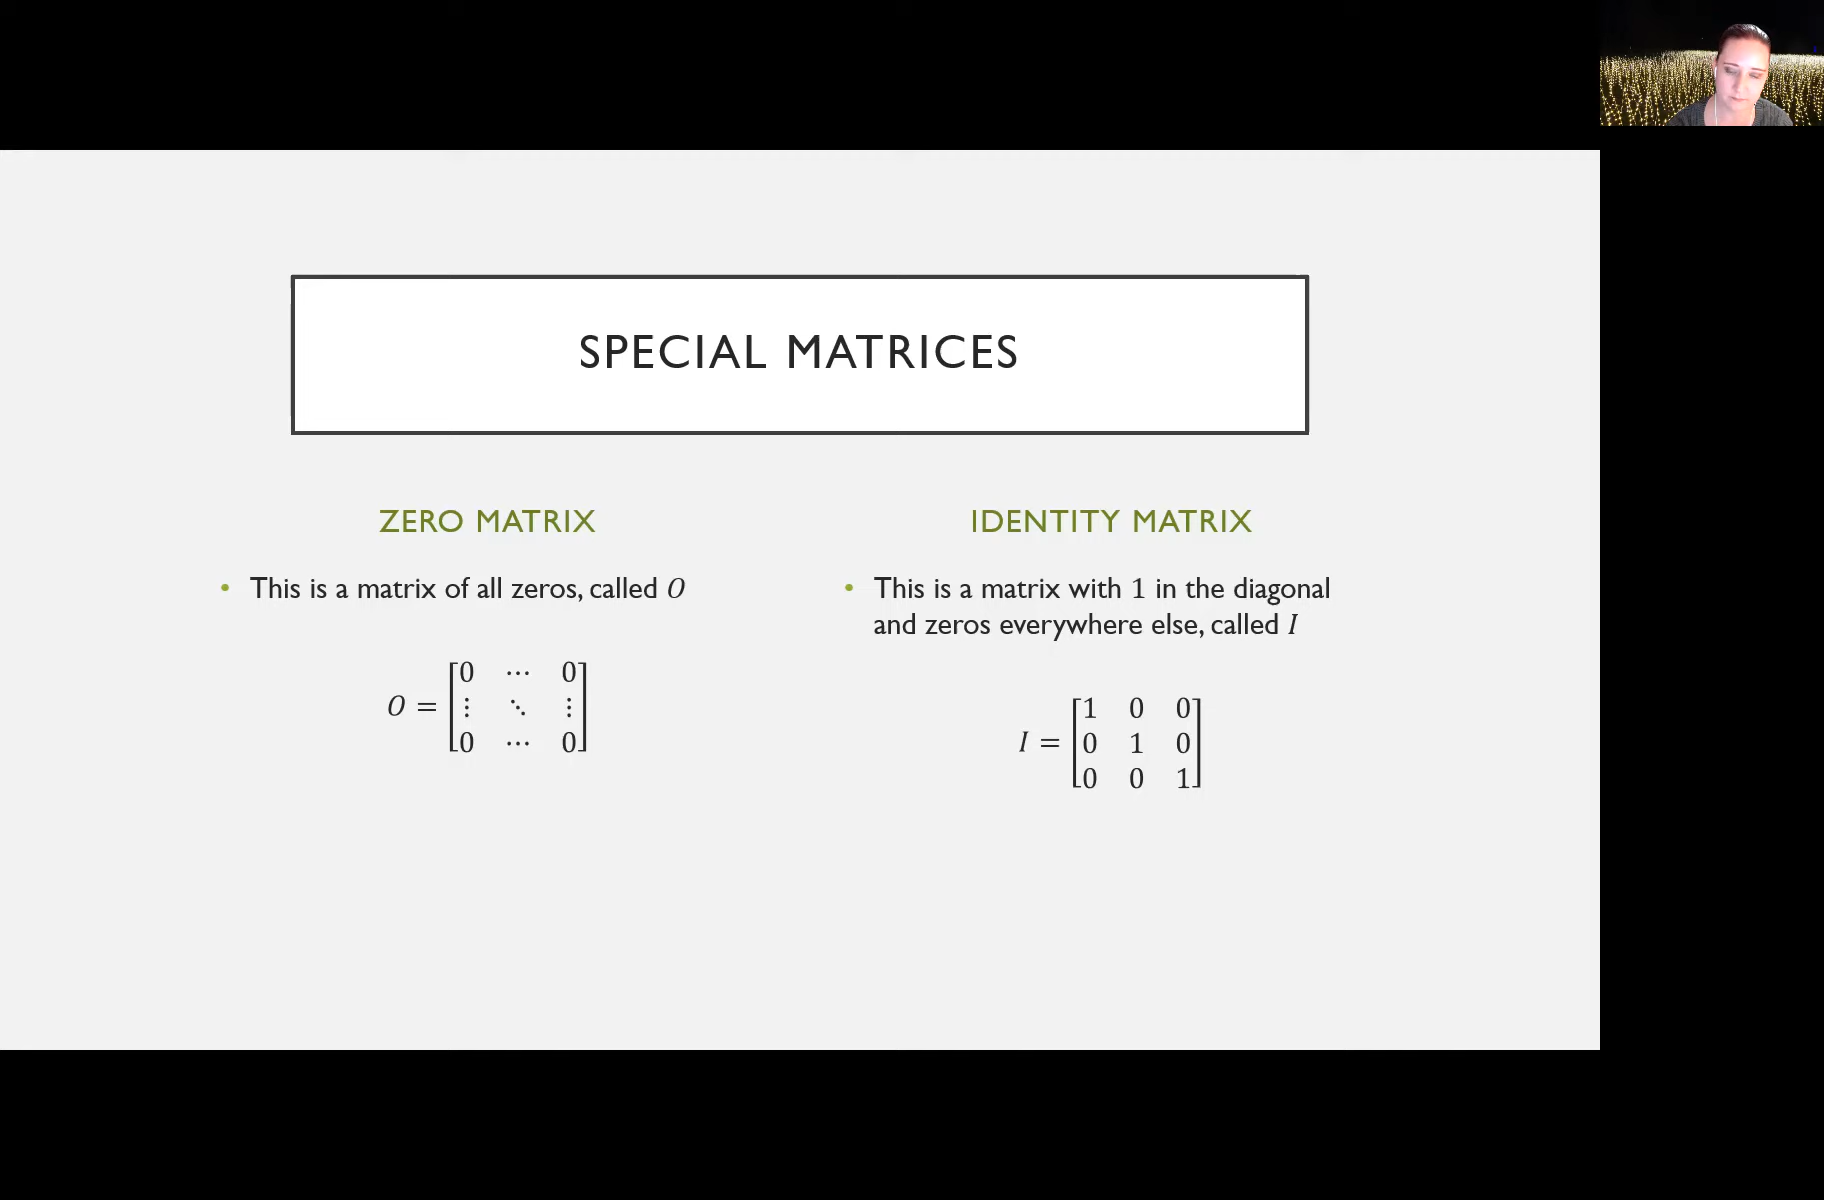 SPECIAL MATRICES
ZERO MATRIX
• This is a matrix of all zeros, called O
O = [0 ⋯ 0
⋮ ⋱ ⋮
0 ⋯ 0]
IDENTITY MATRIX
• This is a matrix with 1 in the diagonal
and zeros everywhere else, called I
I = [1 0 0
0 1 0
0 0 1]